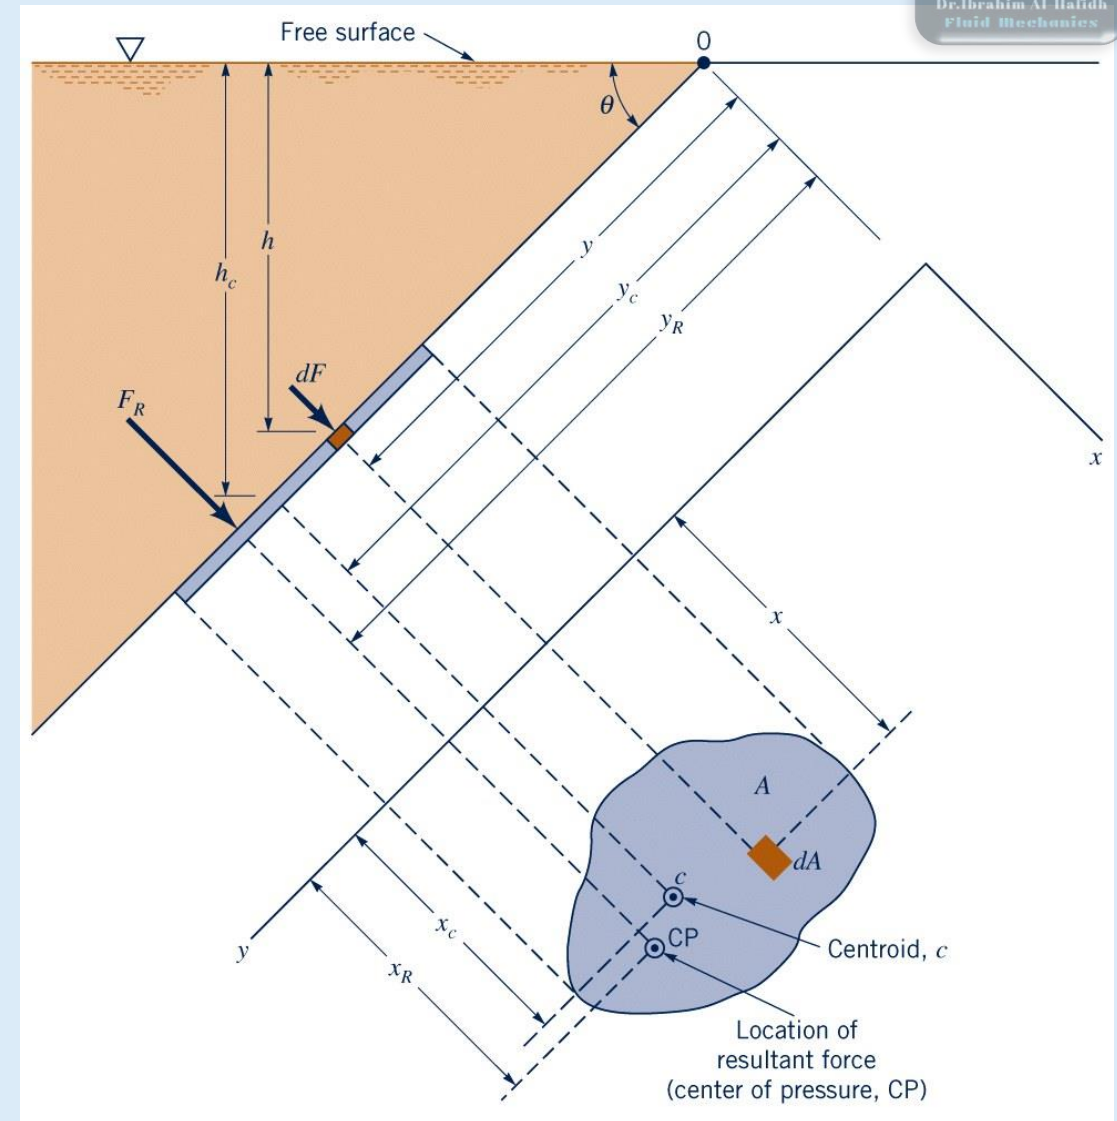 Dr.Ibrahim Al Hafidh
Fluid Mechanics
Free surface
0
θ
h
h_c
y
y_c
y_R
dF
F_R
x
x
A
dA
c
x_c
CP
y
x_R
Centroid, c
Location of
resultant force
(center of pressure, CP)